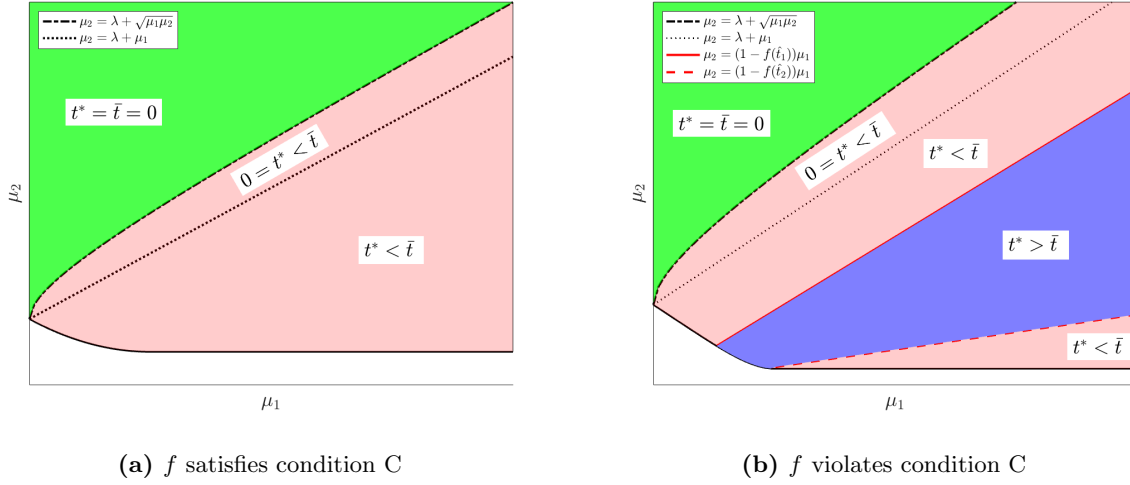 μ₂ = λ + √μ₁μ₂
μ₂ = λ + μ₁
t* = t̄ = 0
0 = t* < t̄
t* < t̄
μ₂
μ₁
(a) f satisfies condition C
μ₂ = λ + √μ₁μ₂
μ₂ = λ + μ₁
μ₂ = (1 − f(t̂₁))μ₁
μ₂ = (1 − f(t̂₂))μ₁
t* = t̄ = 0
0 = t* < t̄
t* < t̄
t* > t̄
t* < t̄
μ₂
μ₁
(b) f violates condition C